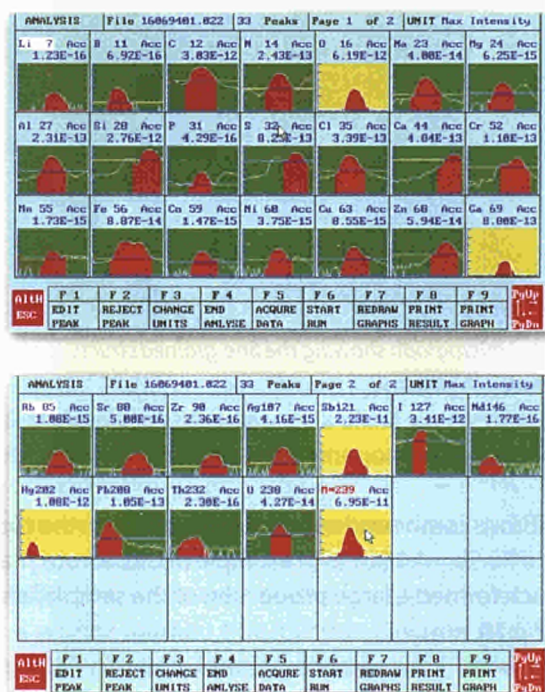 ANALYSIS File 16069401.022 33 Peaks Page 1 of 2 UNIT Max Intensity
Li 7 Acc B 11 Acc C 12 Acc N 14 Acc O 16 Acc Na 23 Acc Mg 24 Acc
1.23E-16 6.92E-16 3.03E-12 2.43E-13 6.19E-12 4.00E-14 6.25E-15
Al 27 Acc Si 28 Acc P 31 Acc S 32 Acc Cl 35 Acc Ca 44 Acc Cr 52 Acc
2.31E-13 2.76E-12 4.29E-16 3.39E-13 4.04E-13 1.10E-13
Mn 55 Acc Fe 56 Acc Co 59 Acc Ni 60 Acc Cu 63 Acc Zn 68 Acc Ga 69 Acc
1.73E-15 8.87E-14 1.47E-15 3.75E-15 8.55E-15 5.94E-14 8.00E-13
AltH F 1 F 2 F 3 F 4 F 5 F 6 F 7 F 8 F 9 PgUp
ESC EDIT REJECT CHANGE END ACQURE START REDRAW PRINT PRINT
PEAK PEAK UNITS ANLYSE DATA RUN GRAPHS RESULT GRAPH PgDn
ANALYSIS File 16069401.022 33 Peaks Page 2 of 2 UNIT Max Intensity
Rb 85 Acc Sr 88 Acc Zr 90 Acc Ag107 Acc Sb121 Acc I 127 Acc Nd146 Acc
1.08E-15 5.00E-16 2.36E-16 4.16E-15 2.23E-11 3.41E-12 1.77E-16
Hg202 Acc Pb208 Acc Th232 Acc U 238 Acc M=239 Acc
1.08E-12 1.05E-13 2.30E-16 4.27E-14 6.95E-11
AltH F 1 F 2 F 3 F 4 F 5 F 6 F 7 F 8 F 9 PgUp
ESC EDIT REJECT CHANGE END ACQURE START REDRAW PRINT PRINT
PEAK PEAK UNITS ANLYSE DATA RUN GRAPHS RESULT GRAPH PgDn